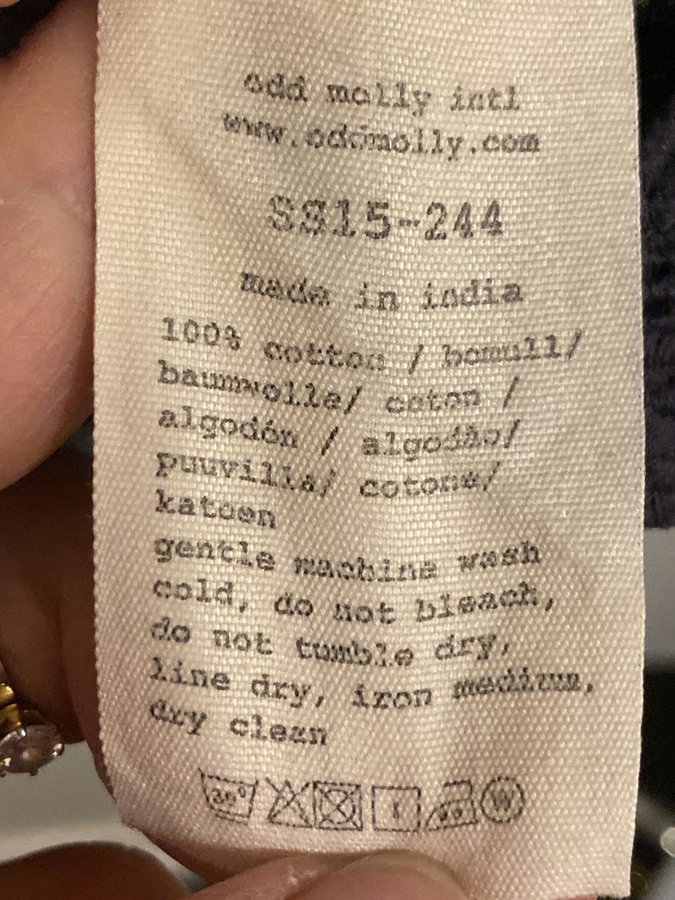 odd molly intl
www.oddmolly.com
SS15-244
made in india
100% cotton / bomull/
baumwolle/ coton /
algodón / algodão/
puuvilla/ cotone/
katoen
gentle machine wash
cold, do not bleach,
do not tumble dry,
line dry, iron medium,
dry clean
30° W